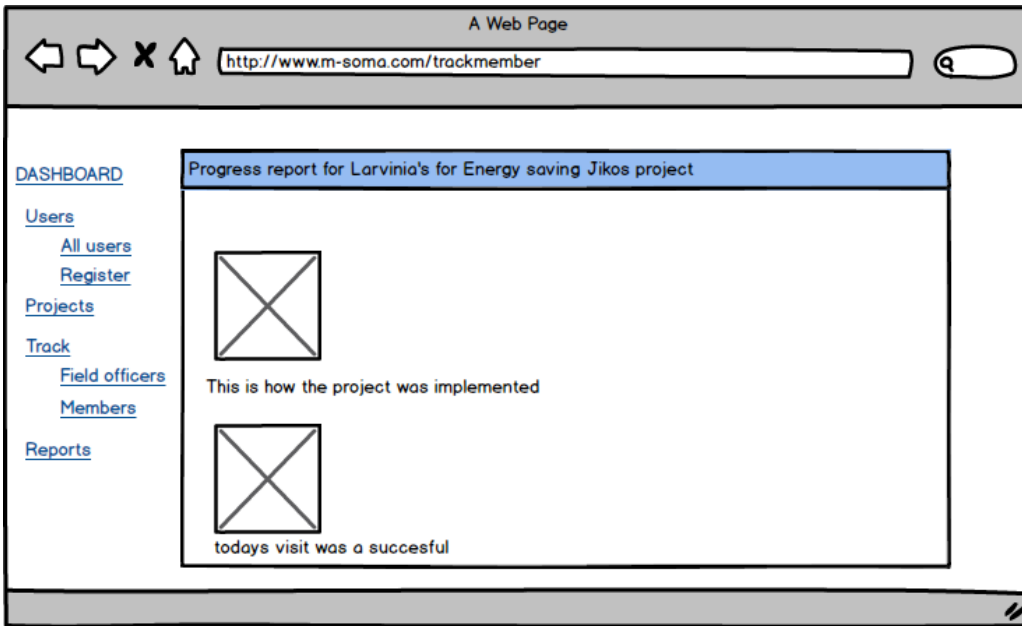 A Web Page
http://www.m-soma.com/trackmember
DASHBOARD
Users
All users
Register
Projects
Track
Field officers
Members
Reports
Progress report for Larvinia's for Energy saving Jikos project
This is how the project was implemented
todays visit was a succesful